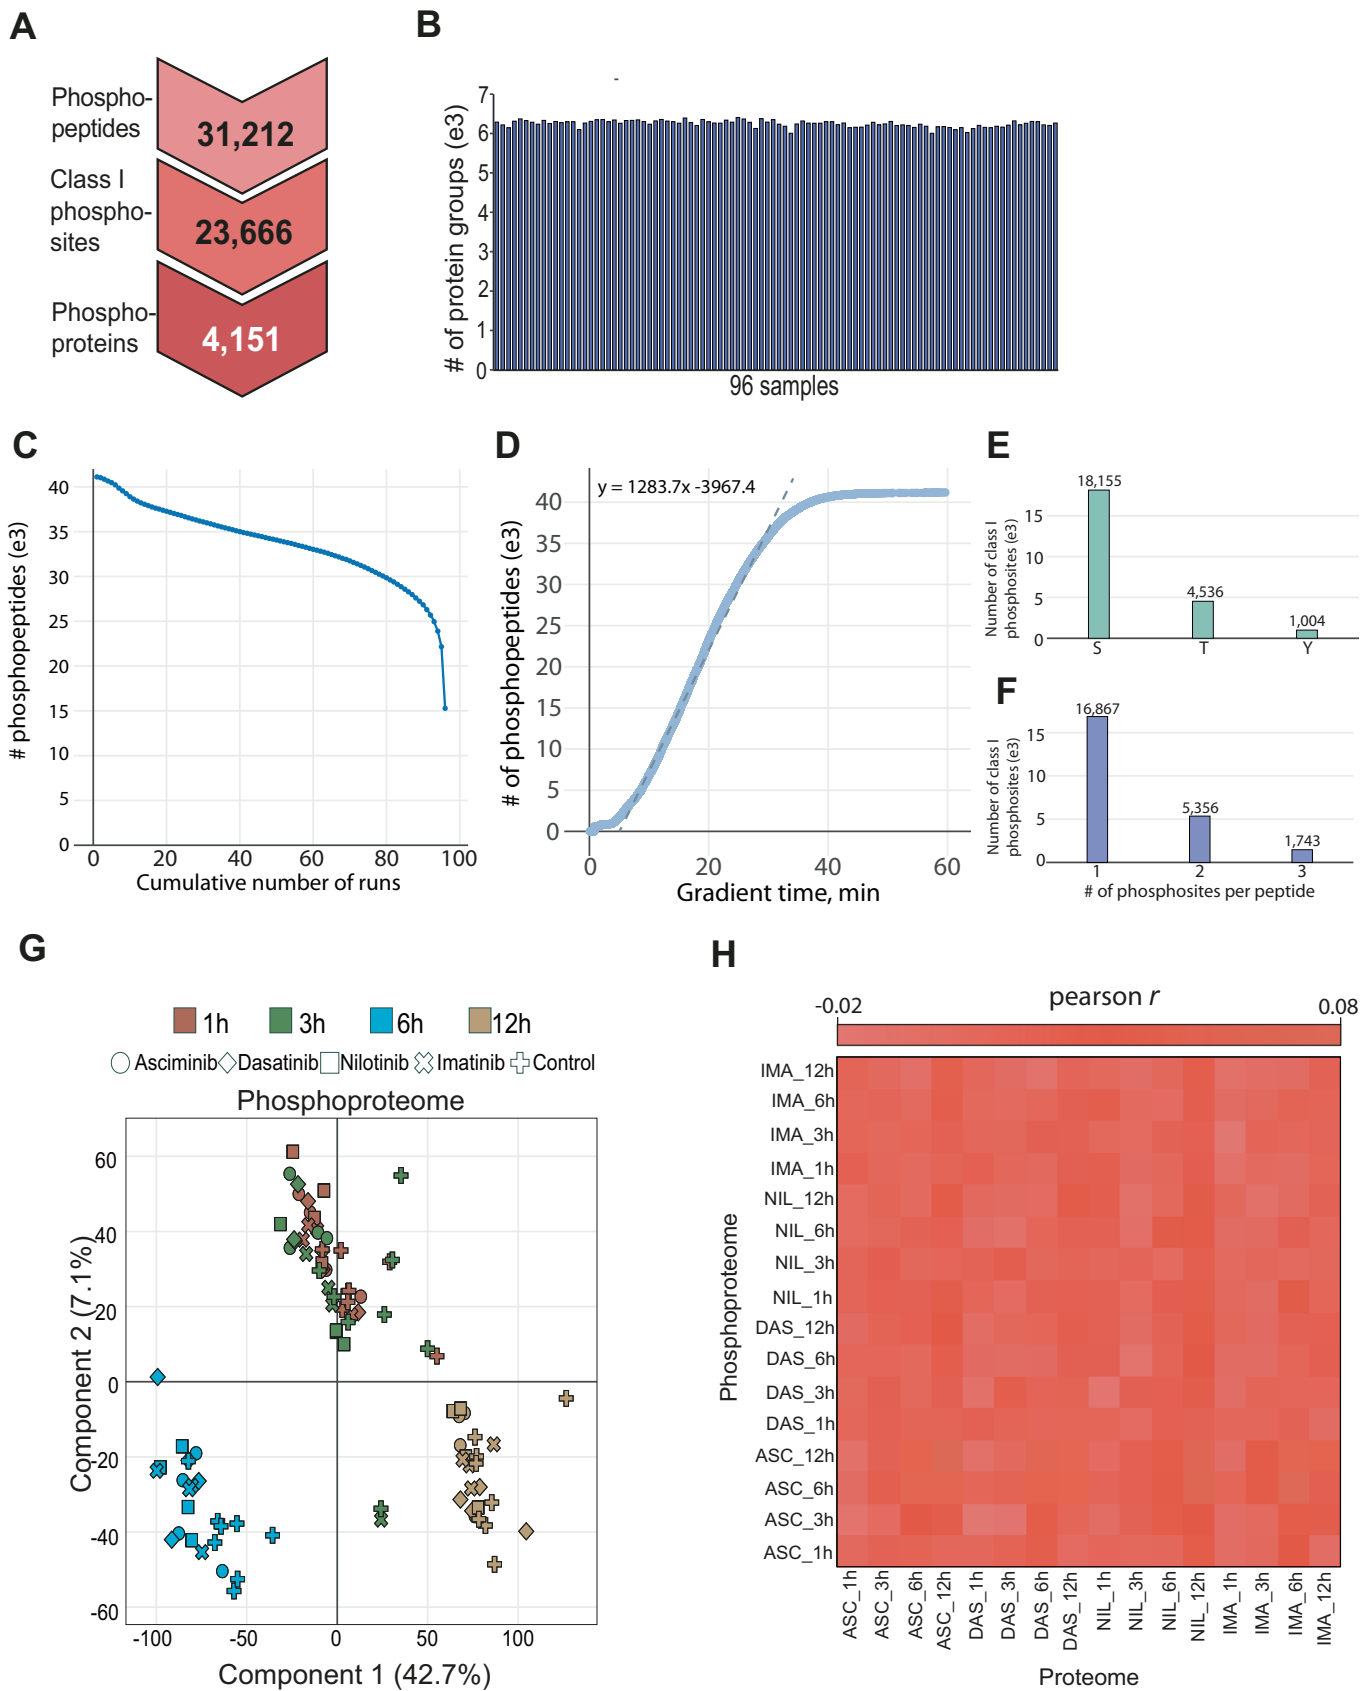 A
Phospho-
peptides
31,212
Class I
phospho-
sites
23,666
Phospho-
proteins
4,151
B
-
# of protein groups (e3)
7
6
5
4
3
2
1
0
96 samples
C
# phosphopeptides (e3)
40
35
30
25
20
15
10
5
0
0 20 40 60 80 100
Cumulative number of runs
D
y = 1283.7x -3967.4
# of phosphopeptides (e3)
40
35
30
25
20
15
10
5
0
0 20 40 60
Gradient time, min
E
Number of class I
phosphosites (e3)
15
10
5
0
18,155
4,536
1,004
S T Y
F
Number of class I
phosphosites (e3)
15
10
5
0
16,867
5,356
1,743
1 2 3
# of phosphosites per peptide
G
1h 3h 6h 12h
Asciminib Dasatinib Nilotinib Imatinib Control
Phosphoproteome
Component 2 (7.1%)
60
40
20
0
-20
-40
-60
-100 -50 0 50 100
Component 1 (42.7%)
H
pearson r
-0.02 0.08
Phosphoproteome
IMA_12h
IMA_6h
IMA_3h
IMA_1h
NIL_12h
NIL_6h
NIL_3h
NIL_1h
DAS_12h
DAS_6h
DAS_3h
DAS_1h
ASC_12h
ASC_6h
ASC_3h
ASC_1h
ASC_1h ASC_3h ASC_6h ASC_12h DAS_1h DAS_3h DAS_6h DAS_12h NIL_1h NIL_3h NIL_6h NIL_12h IMA_1h IMA_3h IMA_6h IMA_12h
Proteome